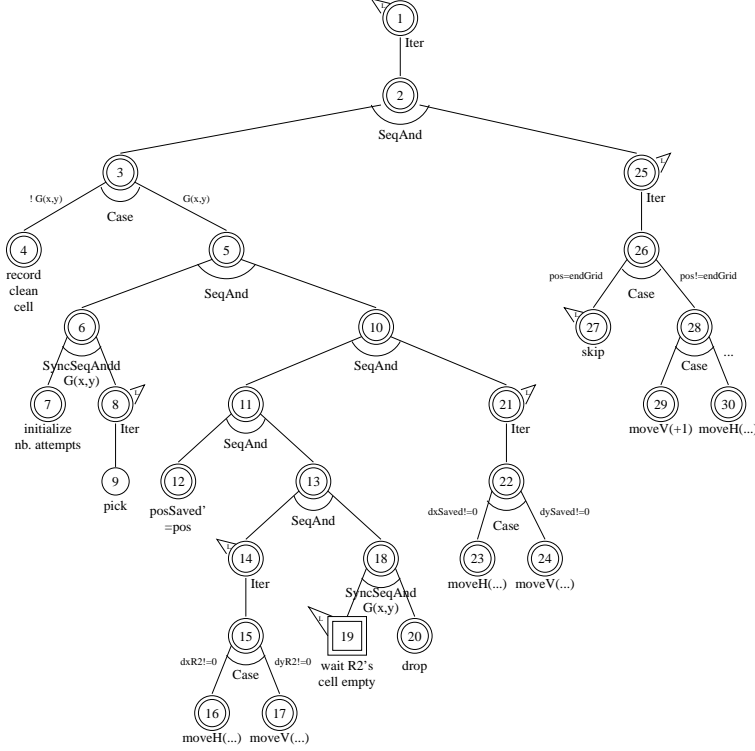 L
1
Iter
2
SeqAnd
3
L
25
Iter
! G(x,y)
G(x,y)
Case
4
record
clean
cell
5
SeqAnd
26
pos=endGrid
pos!=endGrid
Case
6
SyncSeqAndd
G(x,y)
10
SeqAnd
L
27
skip
28
Case
...
7
initialize
nb. attempts
8
L
Iter
11
SeqAnd
21
L
Iter
29
moveV(+1)
30
moveH(...)
9
pick
12
posSaved'
=pos
13
SeqAnd
22
dxSaved!=0
dySaved!=0
Case
L
14
Iter
18
SyncSeqAnd
G(x,y)
23
moveH(...)
24
moveV(...)
15
dxR2!=0
dyR2!=0
Case
L
19
wait R2's
cell empty
20
drop
16
moveH(...)
17
moveV(...)